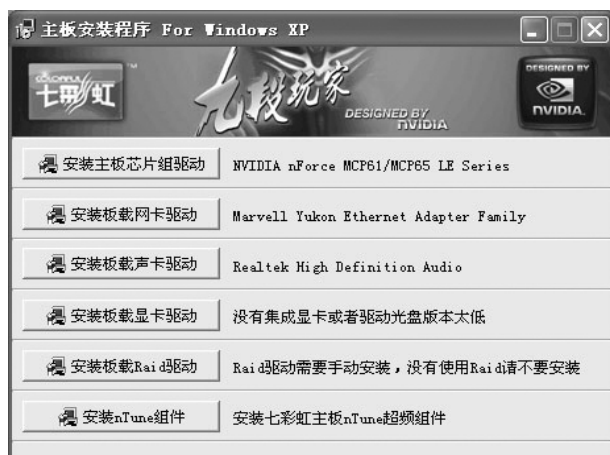 主板安装程序 For Windows XP
COLORFUL
七彩虹
™
九段玩家
DESIGNED BY
NVIDIA
DESIGNED BY
NVIDIA.
安装主板芯片组驱动 NVIDIA nForce MCP61/MCP65 LE Series
安装板载网卡驱动 Marvell Yukon Ethernet Adapter Family
安装板载声卡驱动 Realtek High Definition Audio
安装板载显卡驱动 没有集成显卡或者驱动光盘版本太低
安装板载Raid驱动 Raid驱动需要手动安装，没有使用Raid请不要安装
安装nTune组件 安装七彩虹主板nTune超频组件